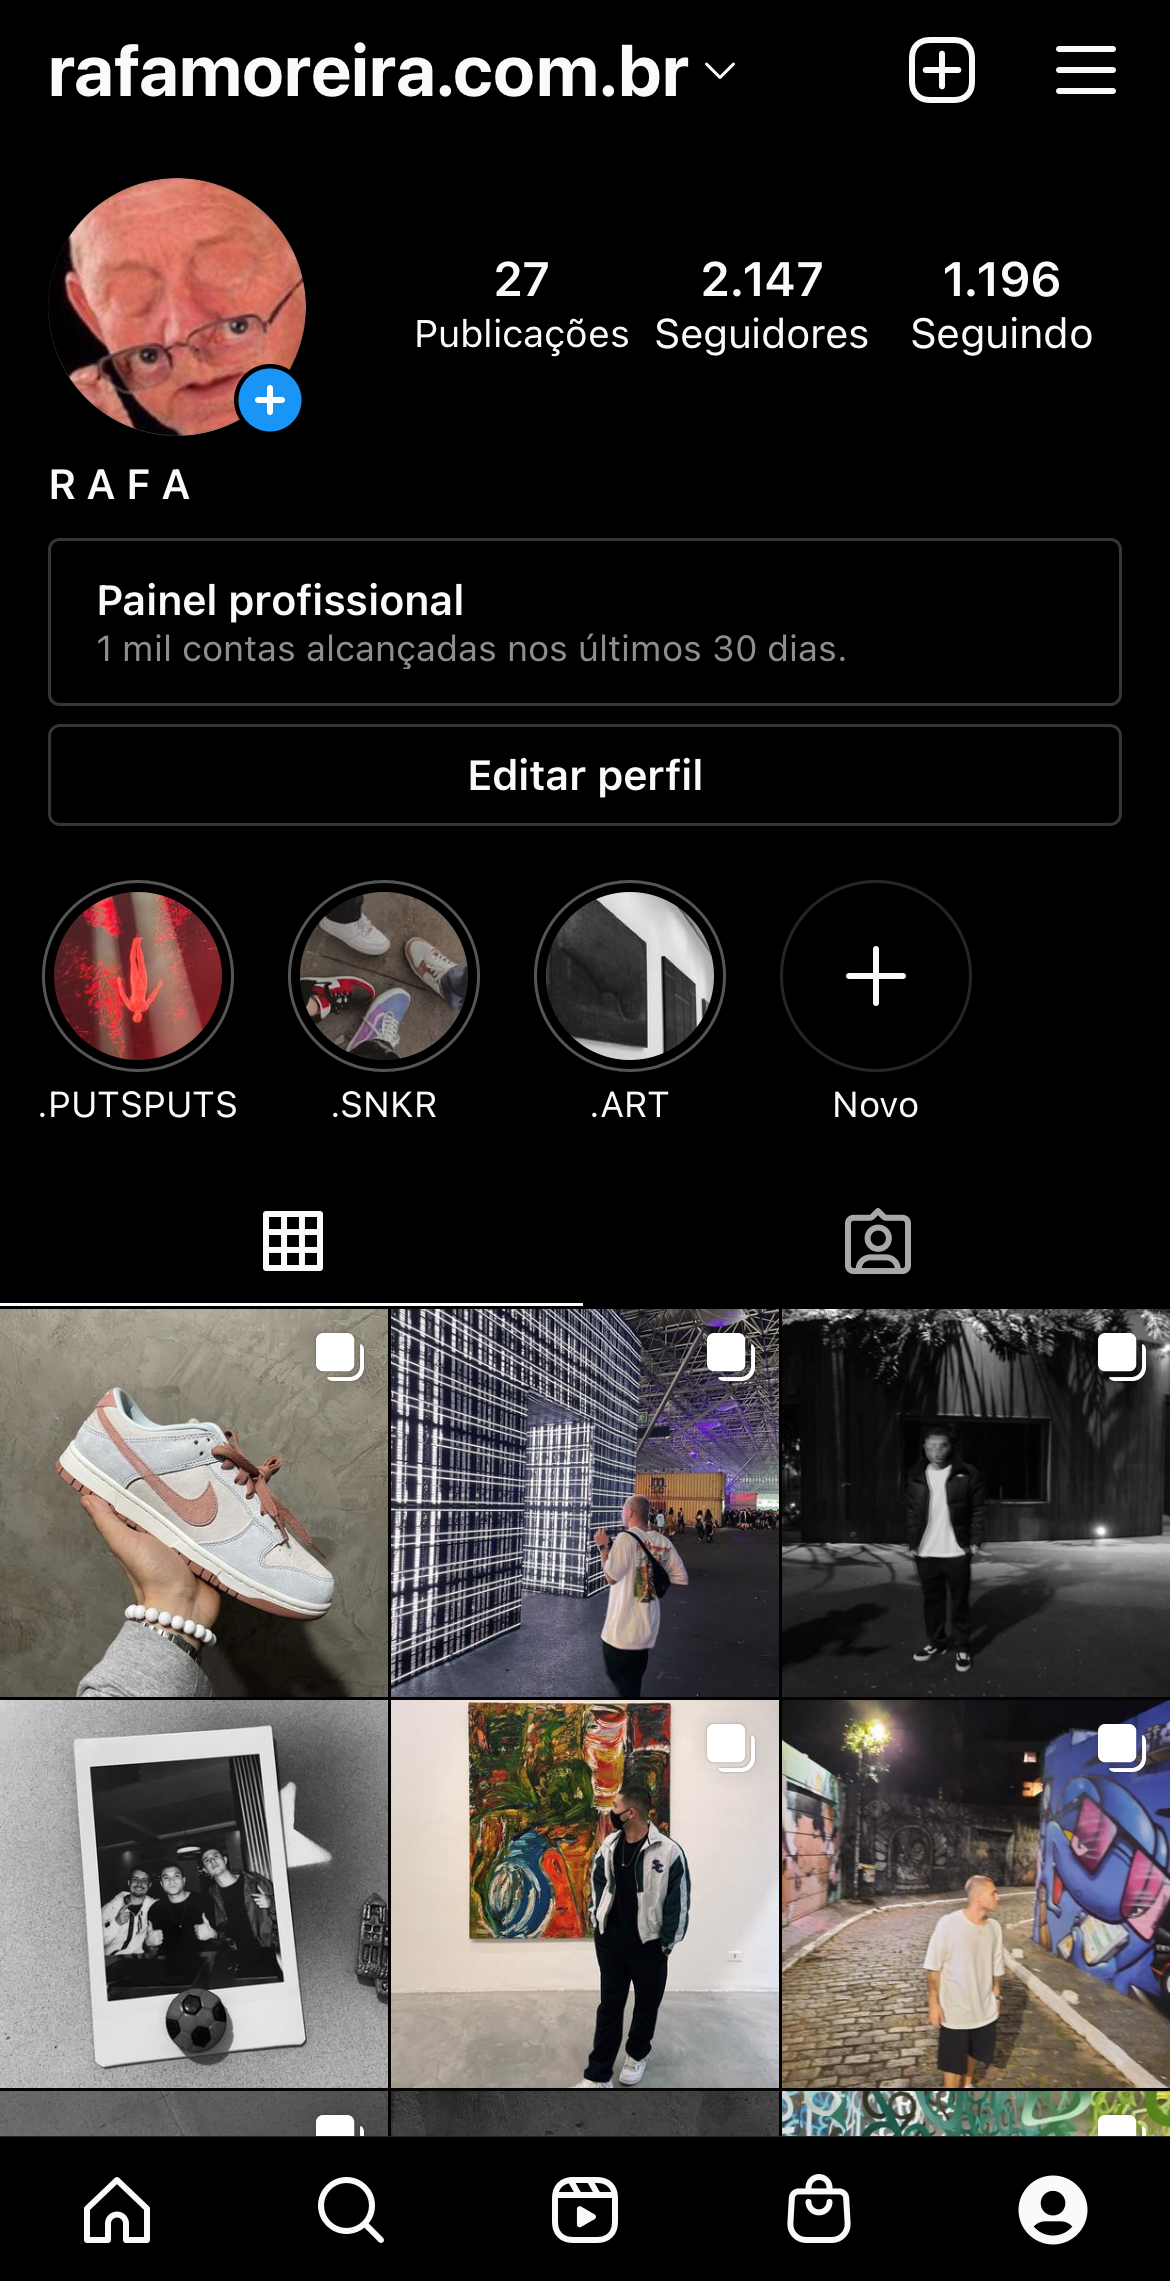 rafamoreira.com.br
27
Publicações
2.147
Seguidores
1.196
Seguindo
R A F A
Painel profissional
1 mil contas alcançadas nos últimos 30 dias.
Editar perfil
.PUTSPUTS
.SNKR
.ART
Novo